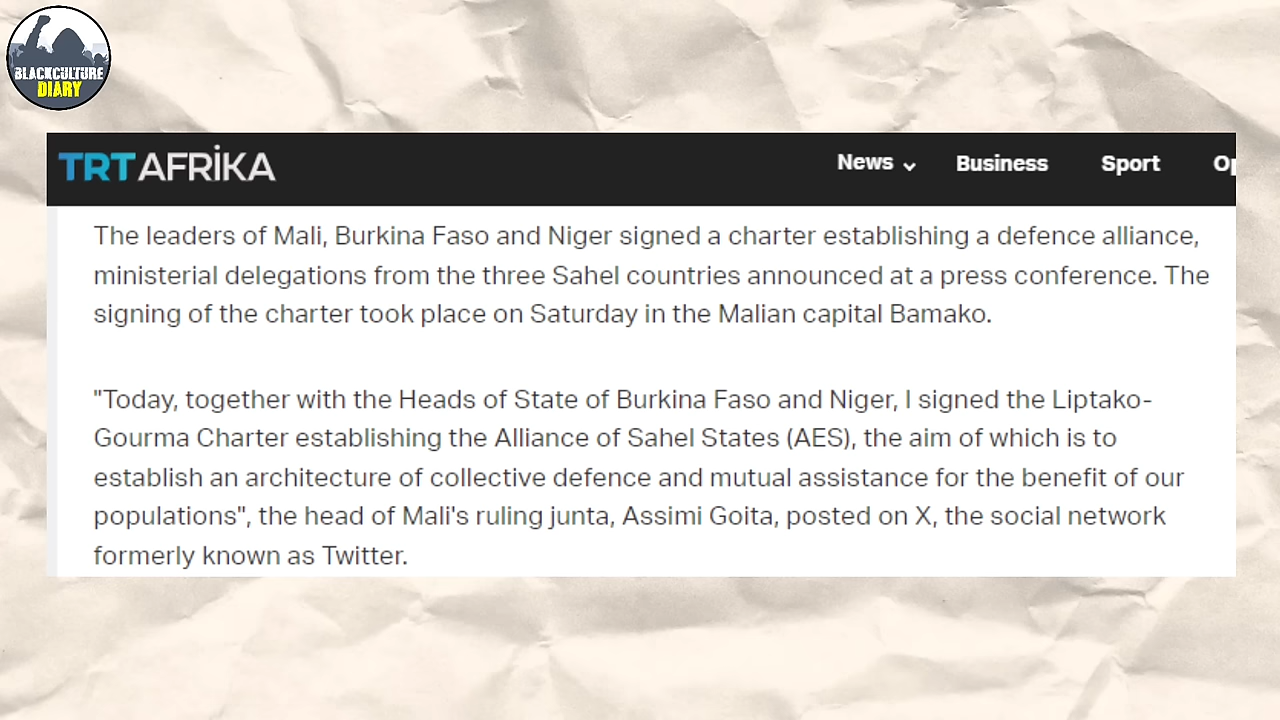 BLACKCULTURE
DIARY
TRT AFRİKA
News Business Sport
The leaders of Mali, Burkina Faso and Niger signed a charter establishing a defence alliance,
ministerial delegations from the three Sahel countries announced at a press conference. The
signing of the charter took place on Saturday in the Malian capital Bamako.
"Today, together with the Heads of State of Burkina Faso and Niger, I signed the Liptako-
Gourma Charter establishing the Alliance of Sahel States (AES), the aim of which is to
establish an architecture of collective defence and mutual assistance for the benefit of our
populations", the head of Mali's ruling junta, Assimi Goita, posted on X, the social network
formerly known as Twitter.